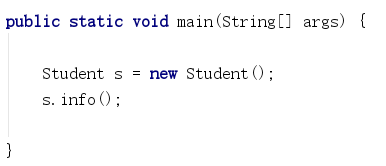 public static void main(String[] args) {
Student s = new Student();
s.info();
}